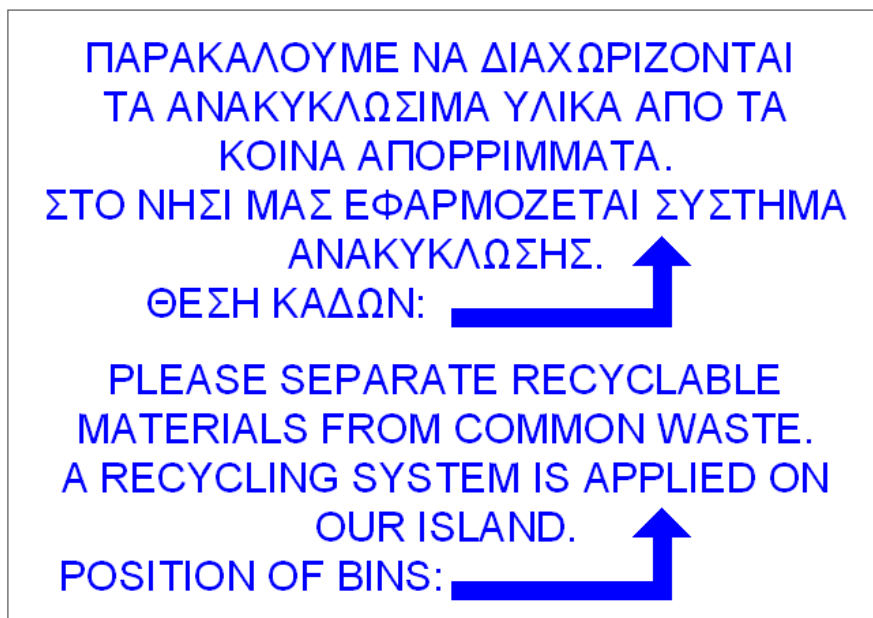 ΠΑΡΑΚΑΛΟΥΜΕ ΝΑ ΔΙΑΧΩΡΙΖΟΝΤΑΙ
ΤΑ ΑΝΑΚΥΚΛΩΣΙΜΑ ΥΛΙΚΑ ΑΠΟ ΤΑ
ΚΟΙΝΑ ΑΠΟΡΡΙΜΜΑΤΑ.
ΣΤΟ ΝΗΣΙ ΜΑΣ ΕΦΑΡΜΟΖΕΤΑΙ ΣΥΣΤΗΜΑ
ΑΝΑΚΥΚΛΩΣΗΣ.
ΘΕΣΗ ΚΑΔΩΝ:
PLEASE SEPARATE RECYCLABLE
MATERIALS FROM COMMON WASTE.
A RECYCLING SYSTEM IS APPLIED ON
OUR ISLAND.
POSITION OF BINS: